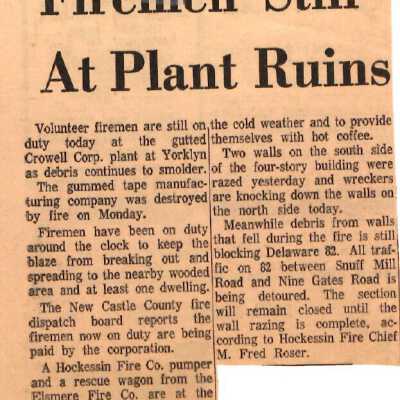 Firemen Still
At Plant Ruins
Volunteer firemen are still on
duty today at the gutted
Crowell Corp. plant at Yorklyn
as debris continues to smolder.
The gummed tape manufac-
turing company was destroyed
by fire on Monday.
Firemen have been on duty
around the clock to keep the
blaze from breaking out and
spreading to the nearby wooded
area and at least one dwelling.
The New Castle County fire
dispatch board reports the
firemen now on duty are being
paid by the corporation.
A Hockessin Fire Co. pumper
and a rescue wagon from the
Elsmere Fire Co. are at the
the cold weather and to provide
themselves with hot coffee.
Two walls on the south side
of the four-story building were
razed yesterday and wreckers
are knocking down the walls on
the north side today.
Meanwhile debris from walls
that fell during the fire is still
blocking Delaware 82. All traf-
fic on 82 between Snuff Mill
Road and Nine Gates Road is
being detoured. The section
will remain closed until the
wall razing is complete, ac-
cording to Hockessin Fire Chief
M. Fred Roser.